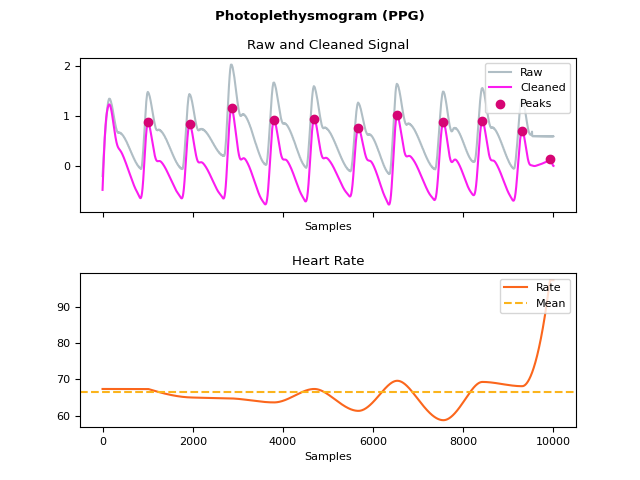 Photoplethysmogram (PPG)
Raw and Cleaned Signal
2
1
0
Raw
Cleaned
Peaks
Samples
Heart Rate
90
80
70
60
Rate
Mean
0
2000
4000
6000
8000
10000
Samples